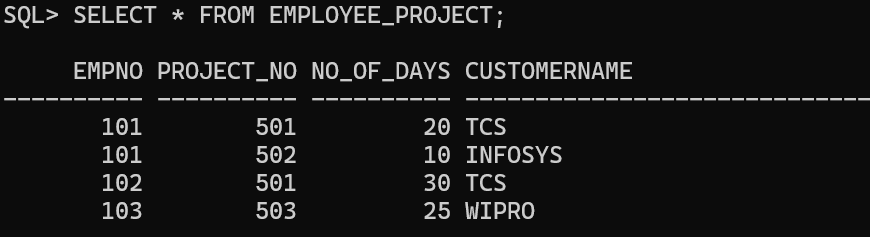 SQL> SELECT * FROM EMPLOYEE_PROJECT;
     EMPNO PROJECT_NO NO_OF_DAYS CUSTOMERNAME
---------- ---------- ---------- -----------------------------
       101        501         20 TCS
       101        502         10 INFOSYS
       102        501         30 TCS
       103        503         25 WIPRO